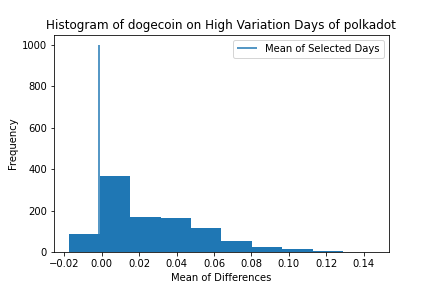 Histogram of dogecoin on High Variation Days of polkadot
Mean of Selected Days
1000
800
600
400
200
0
Frequency
−0.02 0.00 0.02 0.04 0.06 0.08 0.10 0.12 0.14
Mean of Differences